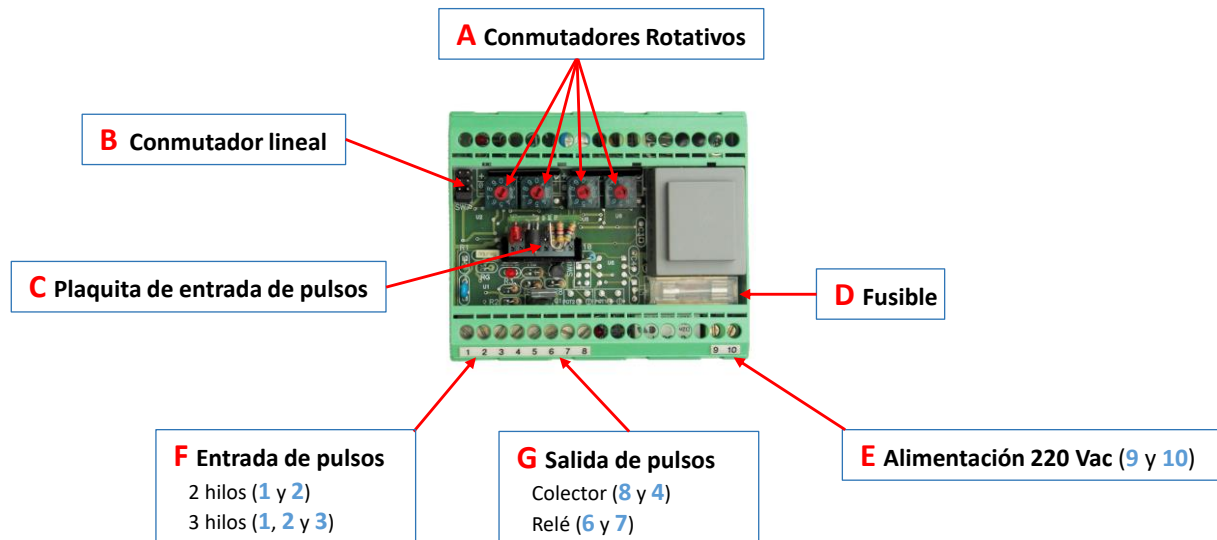 A Conmutadores Rotativos
B Conmutador lineal
C Plaquita de entrada de pulsos
D Fusible
1 2 3 4 5 6 7 8
9 10
F Entrada de pulsos
2 hilos (1 y 2)
3 hilos (1, 2 y 3)
G Salida de pulsos
Colector (8 y 4)
Relé (6 y 7)
E Alimentación 220 Vac (9 y 10)